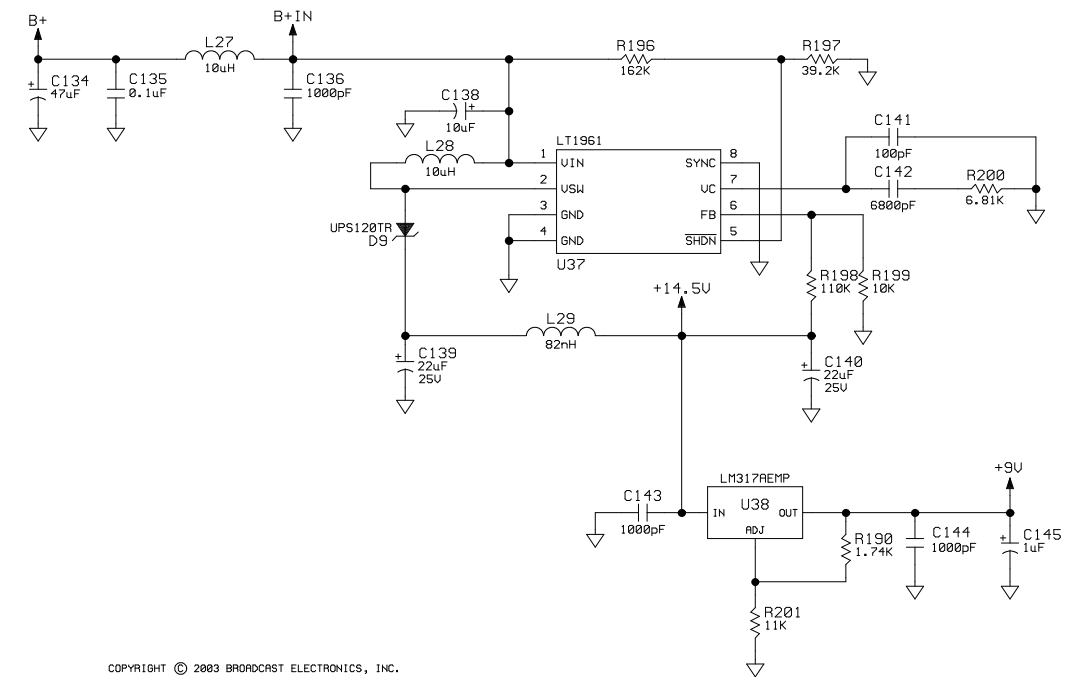 B+
B+IN
L27
10uH
R196
162K
R197
39.2K
C134
47uF
C135
0.1uF
C136
1000pF
C138
10uF
L28
10uH
LT1961
1 VIN SYNC 8
2 VSW VC 7
3 GND FB 6
4 GND SHDN 5
U37
C141
100pF
C142
6800pF
R200
6.81K
UPS120TR
D9
+14.5V
R198
110K
R199
10K
L29
82nH
C139
22uF
25V
C140
22uF
25V
+9V
LM317AEMP
C143
1000pF
IN U38 OUT
ADJ
R190
1.74K
C144
1000pF
C145
1uF
R201
11K
COPYRIGHT © 2003 BROADCAST ELECTRONICS, INC.